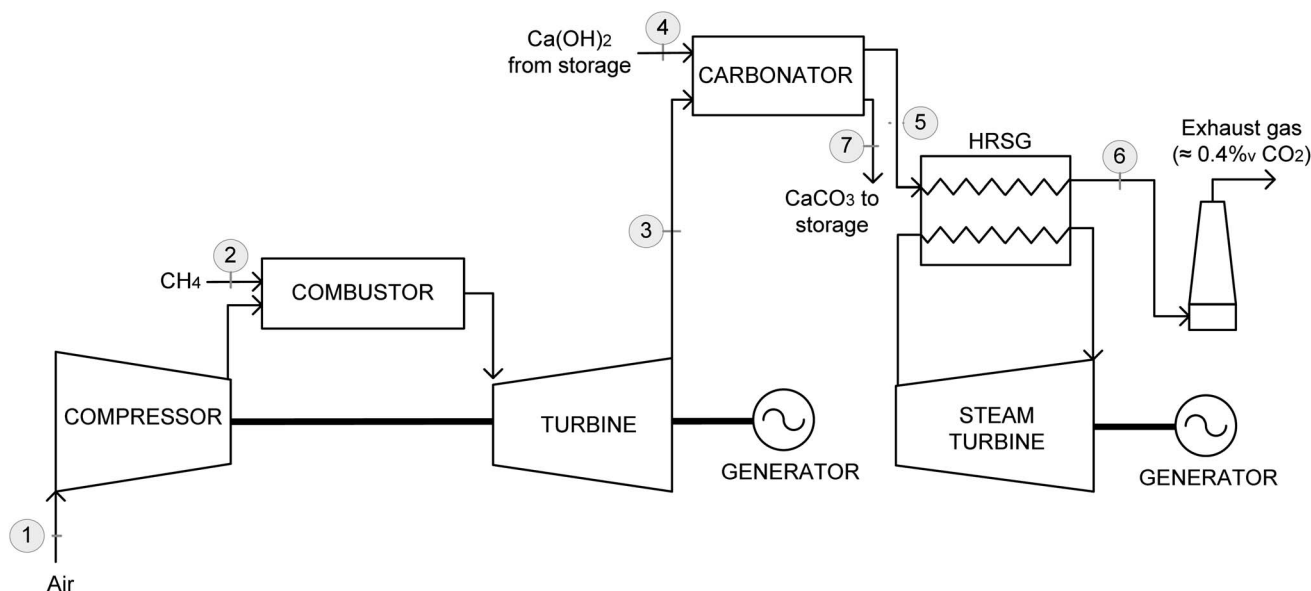 4
Ca(OH)2
from storage
CARBONATOR
7
5
CaCO3 to
storage
HRSG
6
Exhaust gas
(≈ 0.4%v CO2)
3
2
CH4
COMBUSTOR
COMPRESSOR
TURBINE
GENERATOR
STEAM
TURBINE
GENERATOR
1
Air